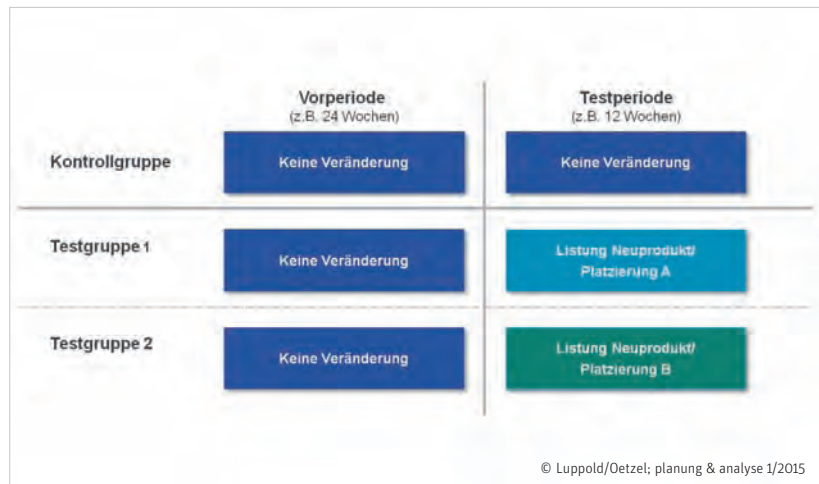 Vorperiode
(z.B. 24 Wochen)
Testperiode
(z.B. 12 Wochen)
Kontrollgruppe
Keine Veränderung
Keine Veränderung
Testgruppe 1
Keine Veränderung
Listung Neuprodukt/
Platzierung A
Testgruppe 2
Keine Veränderung
Listung Neuprodukt/
Platzierung B
© Luppold/Oetzel; planung & analyse 1/2015